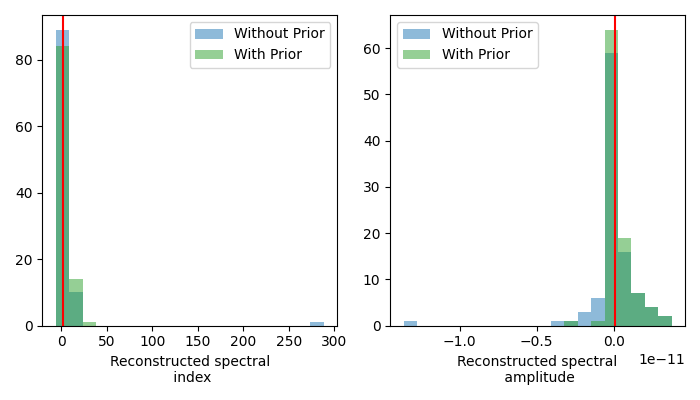 Without Prior
With Prior
80
60
40
20
0
0
50
100
150
200
250
300
Reconstructed spectral
index
Without Prior
With Prior
60
50
40
30
20
10
0
−1.0
−0.5
0.0
1e−11
Reconstructed spectral
amplitude